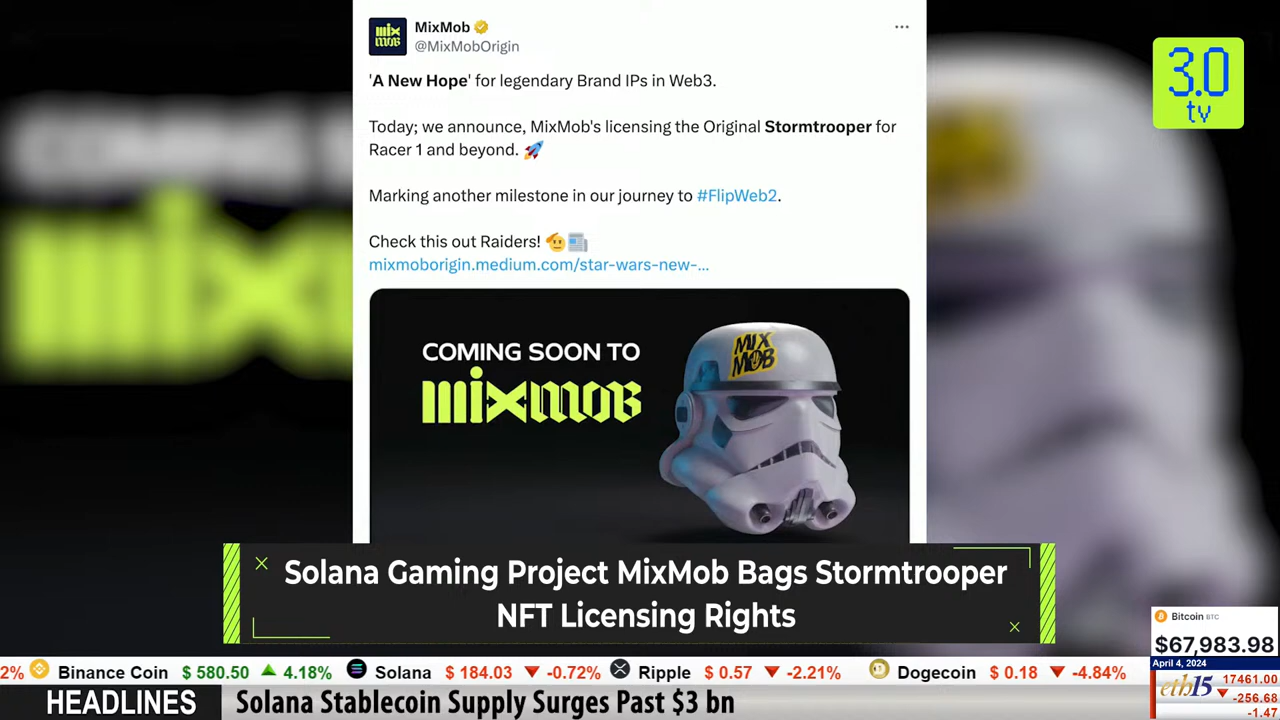 MixMob
@MixMobOrigin
'A New Hope' for legendary Brand IPs in Web3.
Today; we announce, MixMob's licensing the Original Stormtrooper for
Racer 1 and beyond. 🚀
Marking another milestone in our journey to #FlipWeb2.
Check this out Raiders! 🫡📰
mixmoborigin.medium.com/star-wars-new-...
COMING SOON TO
mixmob
MIX
MOB
3.0
tv
Solana Gaming Project MixMob Bags Stormtrooper
NFT Licensing Rights
Bitcoin BTC
$67,983.98
April 4, 2024
2% Binance Coin $ 580.50 ▲ 4.18% Solana $ 184.03 ▼ -0.72% Ripple $ 0.57 ▼ -2.21% Dogecoin $ 0.18 ▼ -4.84%
eth15 17461.00
▼ -256.68
-1.47
HEADLINES Solana Stablecoin Supply Surges Past $3 bn